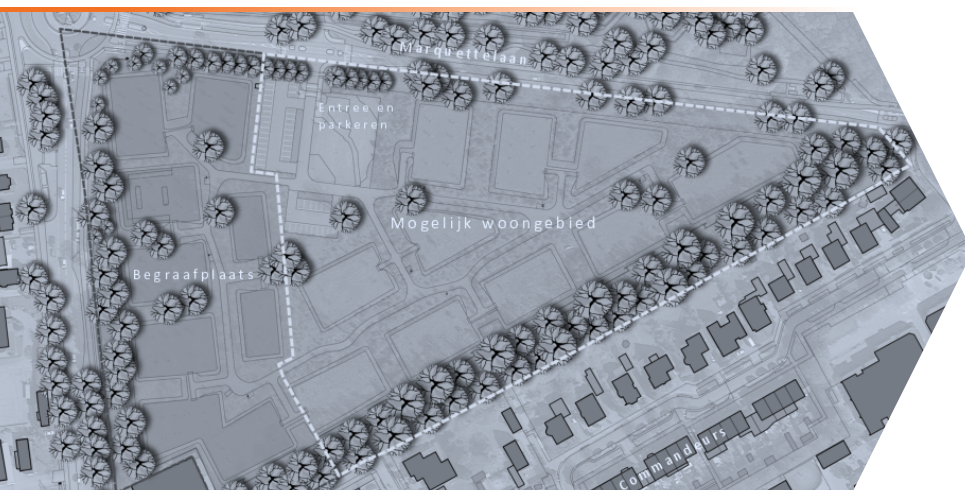 Marquettelaan
Entree en
parkeren
Mogelijk woongebied
Begraafplaats
Commandeurs